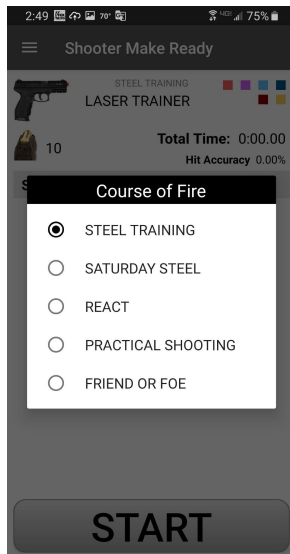 2:49 70° 4G 75%
Shooter Make Ready
STEEL TRAINING
LASER TRAINER
10
Total Time: 0:00.00
Hit Accuracy 0.00%
S
Course of Fire
STEEL TRAINING
SATURDAY STEEL
REACT
PRACTICAL SHOOTING
FRIEND OR FOE
START